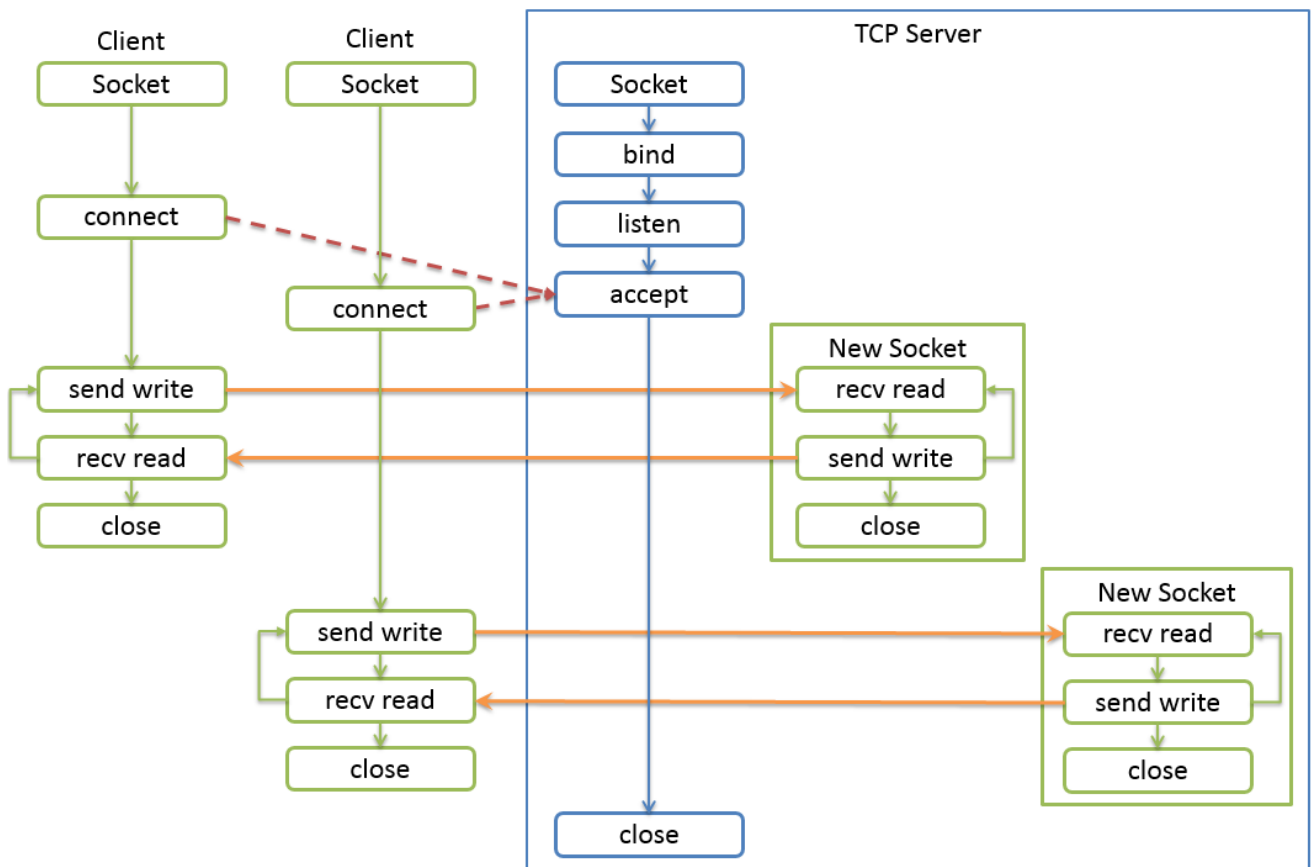 Client
Socket
connect
send write
recv read
close
Client
Socket
connect
send write
recv read
close
TCP Server
Socket
bind
listen
accept
close
New Socket
recv read
send write
close
New Socket
recv read
send write
close